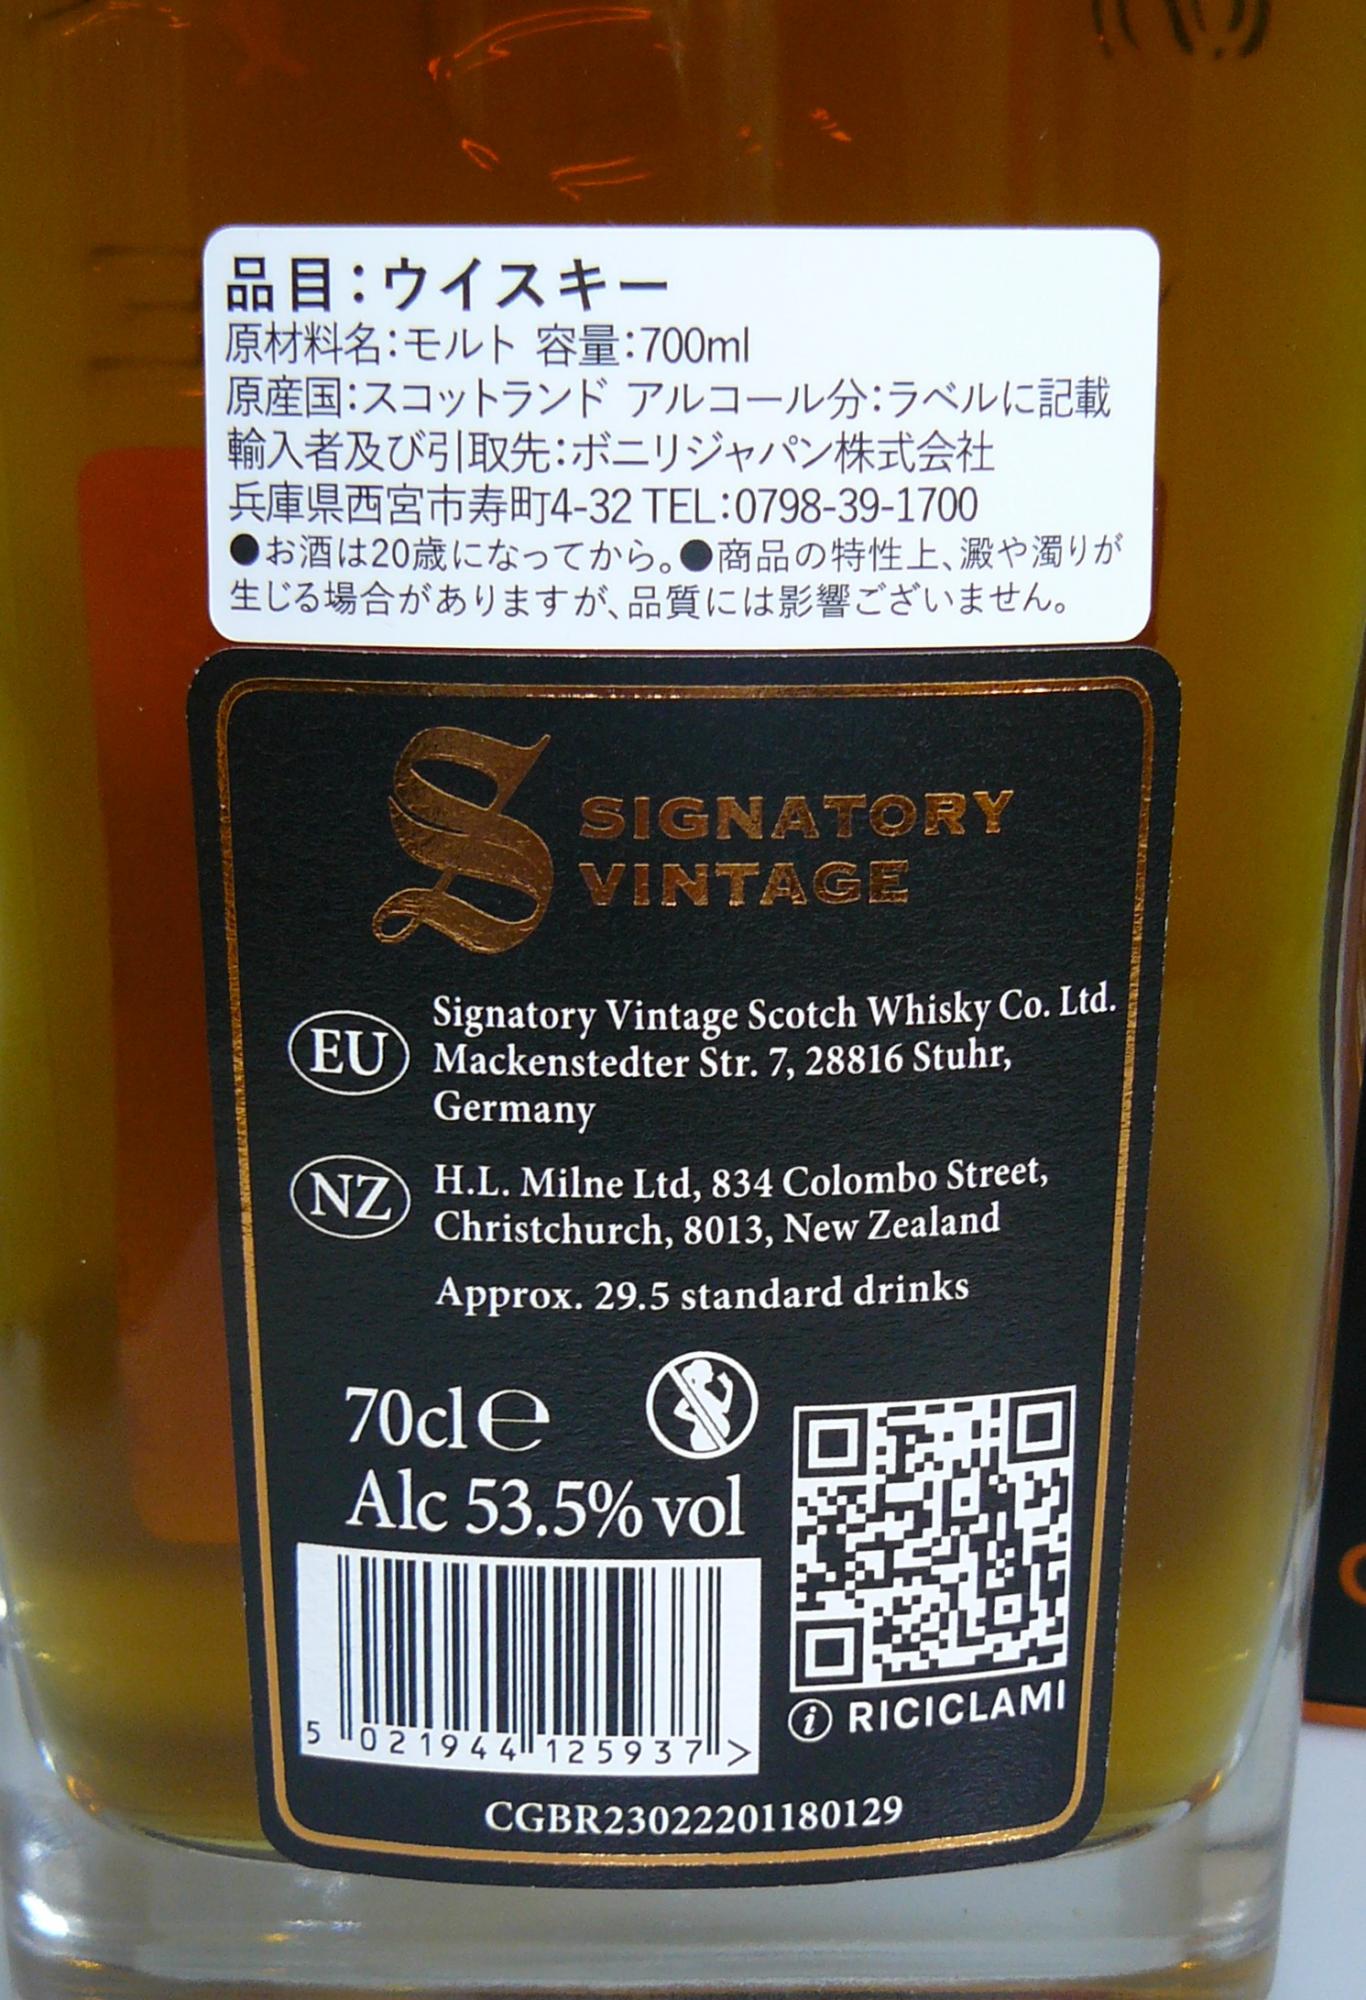 品目：ウイスキー
原材料名：モルト 容量：700ml
原産国：スコットランド アルコール分：ラベルに記載
輸入者及び引取先：ボニリジャパン株式会社
兵庫県西宮市寿町4-32 TEL：0798-39-1700
●お酒は20歳になってから。●商品の特性上、澱や濁りが
生じる場合がありますが、品質には影響ございません。
S SIGNATORY
VINTAGE
EU Signatory Vintage Scotch Whisky Co. Ltd.
Mackenstedter Str. 7, 28816 Stuhr,
Germany
NZ H.L. Milne Ltd, 834 Colombo Street,
Christchurch, 8013, New Zealand
Approx. 29.5 standard drinks
70cl e
Alc 53.5% vol
5 021944 125937 >
i RICICLAMI
CGBR23022201180129